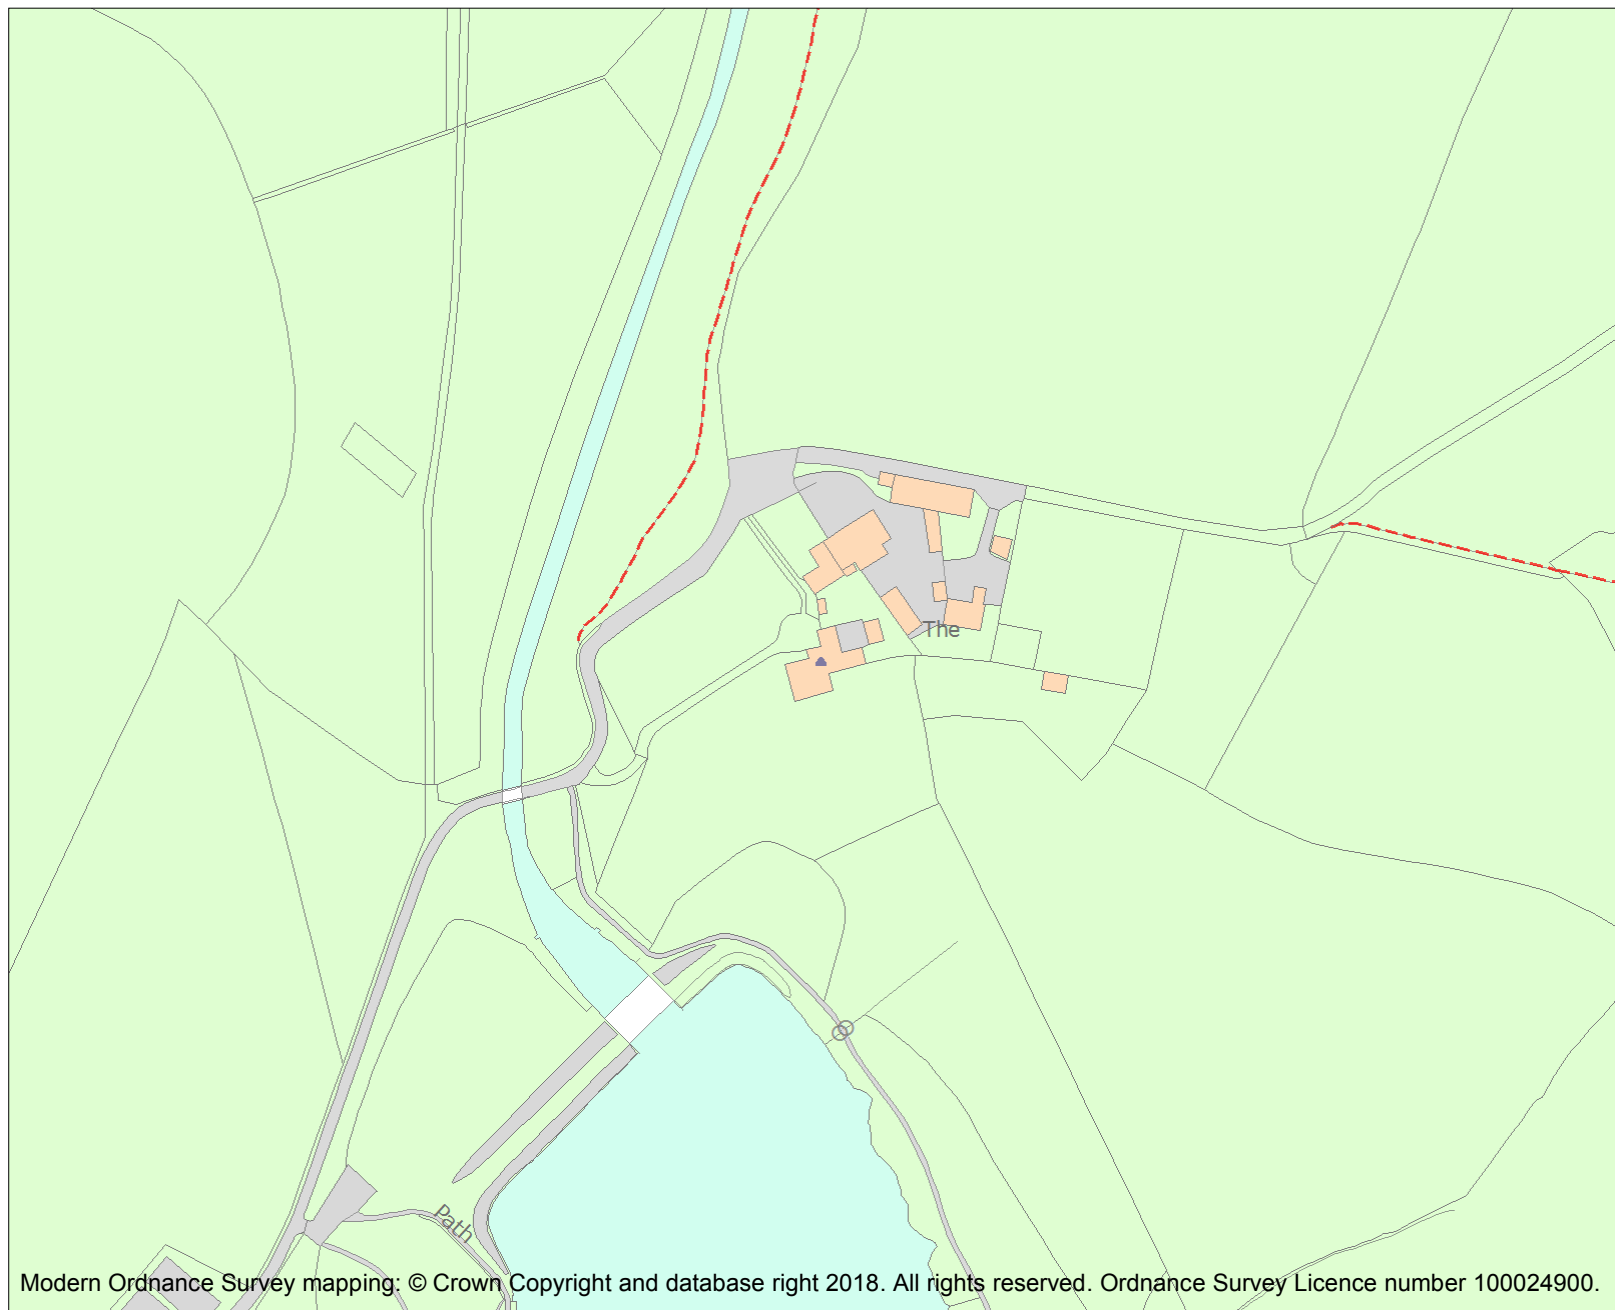 The
Path
Modern Ordnance Survey mapping: © Crown Copyright and database right 2018. All rights reserved. Ordnance Survey Licence number 100024900.